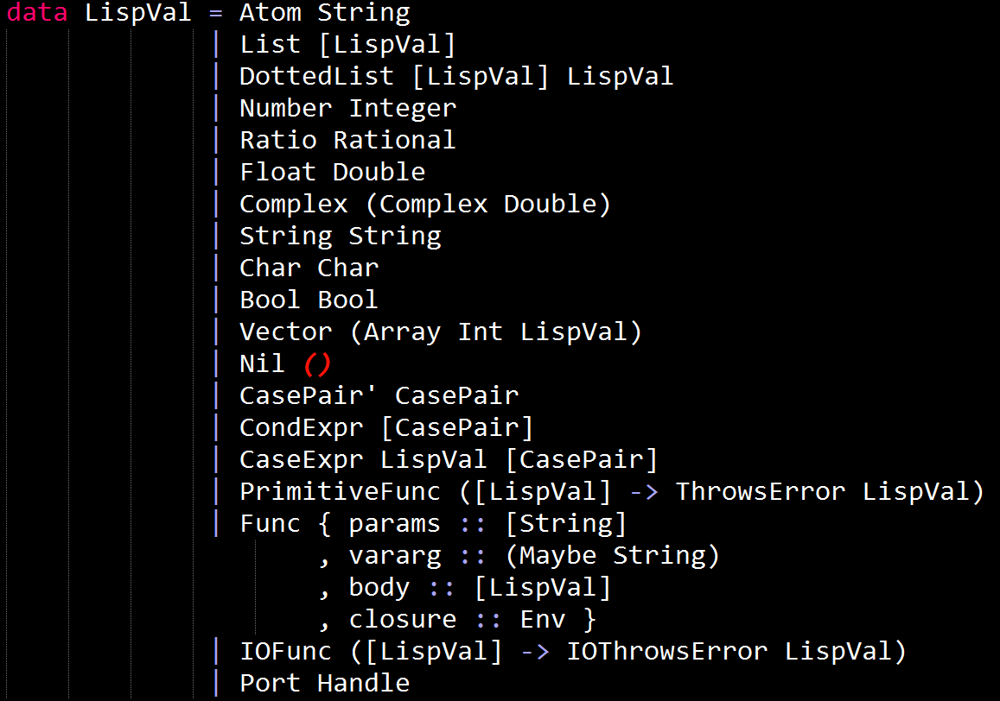 data LispVal = Atom String
| List [LispVal]
| DottedList [LispVal] LispVal
| Number Integer
| Ratio Rational
| Float Double
| Complex (Complex Double)
| String String
| Char Char
| Bool Bool
| Vector (Array Int LispVal)
| Nil ()
| CasePair' CasePair
| CondExpr [CasePair]
| CaseExpr LispVal [CasePair]
| PrimitiveFunc ([LispVal] -> ThrowsError LispVal)
| Func { params :: [String]
, vararg :: (Maybe String)
, body :: [LispVal]
, closure :: Env }
| IOFunc ([LispVal] -> IOThrowsError LispVal)
| Port Handle